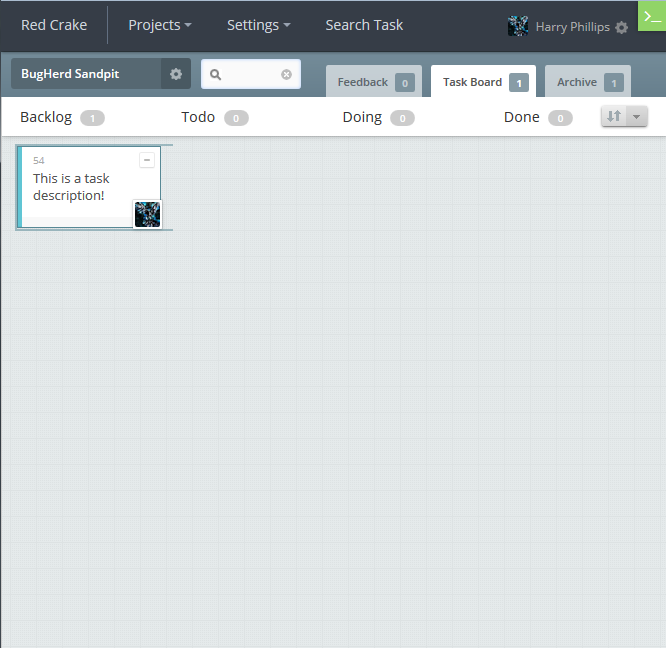 Red Crake Projects Settings Search Task Harry Phillips >_
BugHerd Sandpit Feedback 0 Task Board 1 Archive 1
Backlog 1 Todo 0 Doing 0 Done 0
54
This is a task
description!